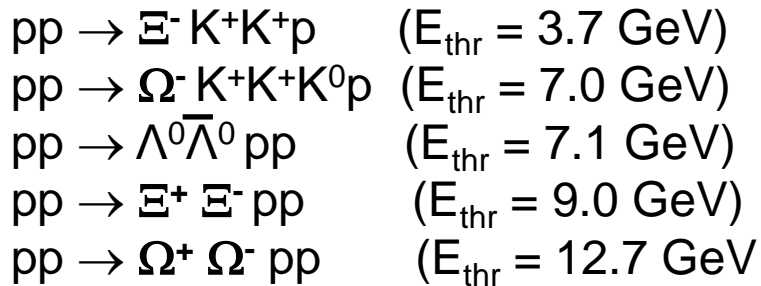 pp → Ξ⁻ K⁺K⁺p (E_thr = 3.7 GeV)
pp → Ω⁻ K⁺K⁺K⁰p (E_thr = 7.0 GeV)
pp → Λ⁰Λ̅⁰ pp (E_thr = 7.1 GeV)
pp → Ξ⁺ Ξ⁻ pp (E_thr = 9.0 GeV)
pp → Ω⁺ Ω⁻ pp (E_thr = 12.7 GeV